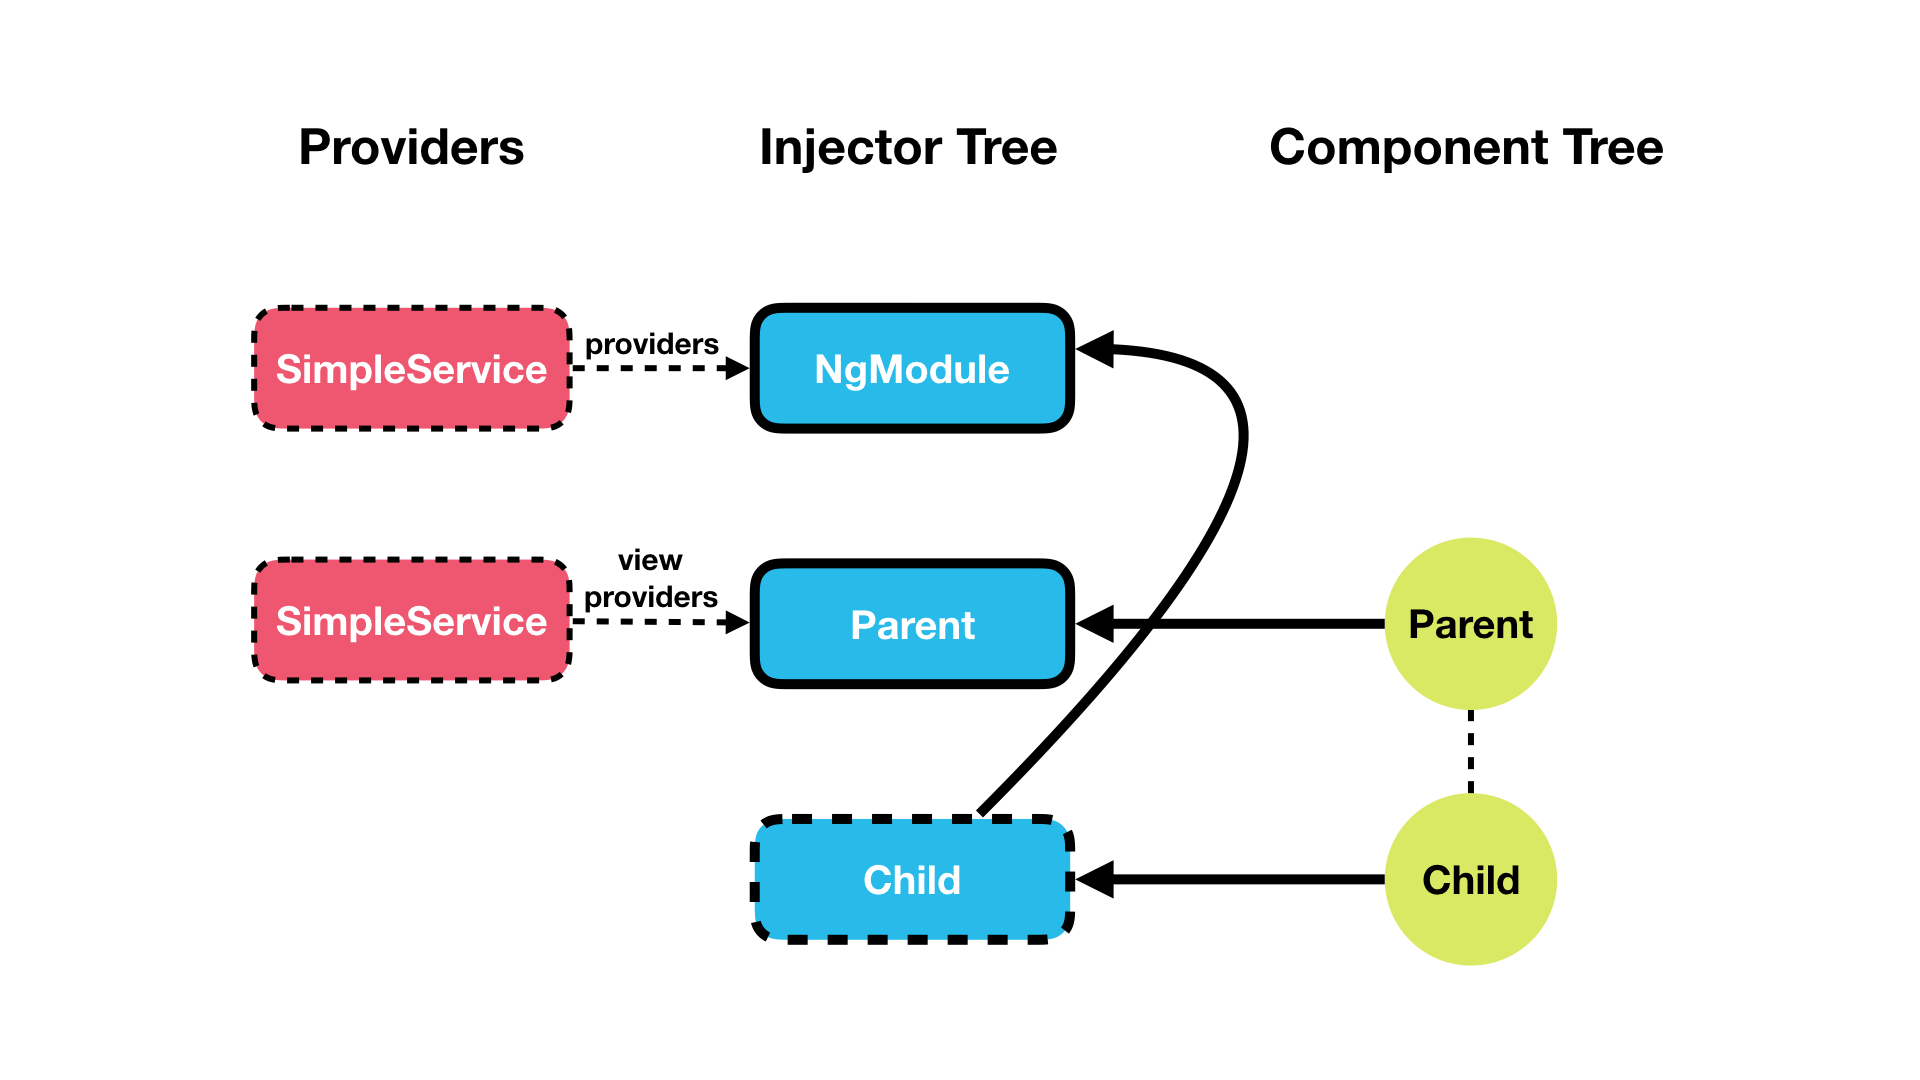 Providers
Injector Tree
Component Tree
SimpleService
providers
NgModule
SimpleService
view
providers
Parent
Parent
Child
Child